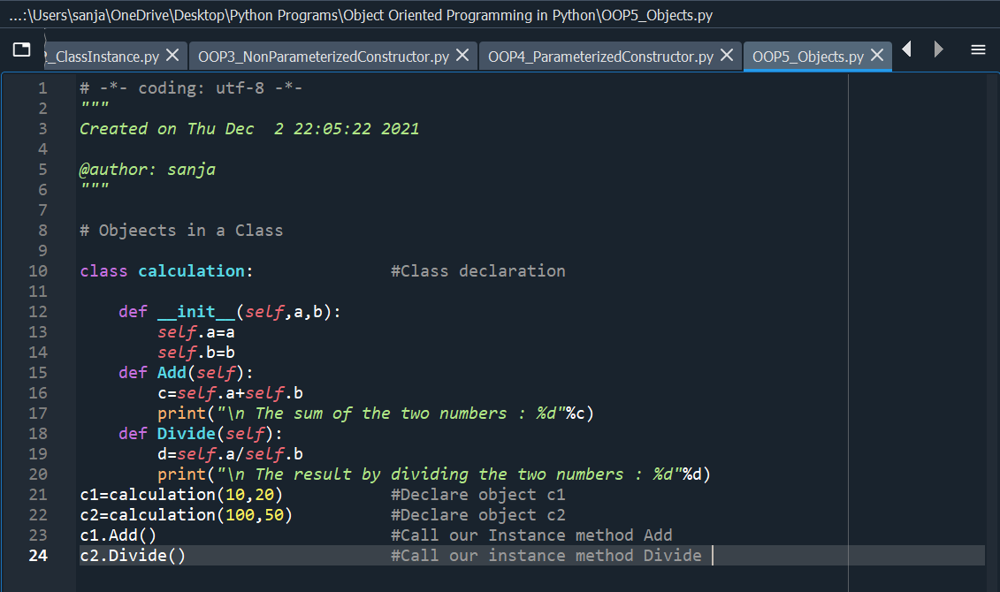 ...:\Users\sanja\OneDrive\Desktop\Python Programs\Object Oriented Programming in Python\OOP5_Objects.py
_ClassInstance.py OOP3_NonParameterizedConstructor.py OOP4_ParameterizedConstructor.py OOP5_Objects.py
1 # -*- coding: utf-8 -*-
2 """
3 Created on Thu Dec  2 22:05:22 2021
4
5 @author: sanja
6 """
7
8 # Objeects in a Class
9
10 class calculation:              #Class declaration
11
12     def __init__(self,a,b):
13         self.a=a
14         self.b=b
15     def Add(self):
16         c=self.a+self.b
17         print("\n The sum of the two numbers : %d"%c)
18     def Divide(self):
19         d=self.a/self.b
20         print("\n The result by dividing the two numbers : %d"%d)
21 c1=calculation(10,20)           #Declare object c1
22 c2=calculation(100,50)          #Declare object c2
23 c1.Add()                        #Call our Instance method Add
24 c2.Divide()                     #Call our instance method Divide